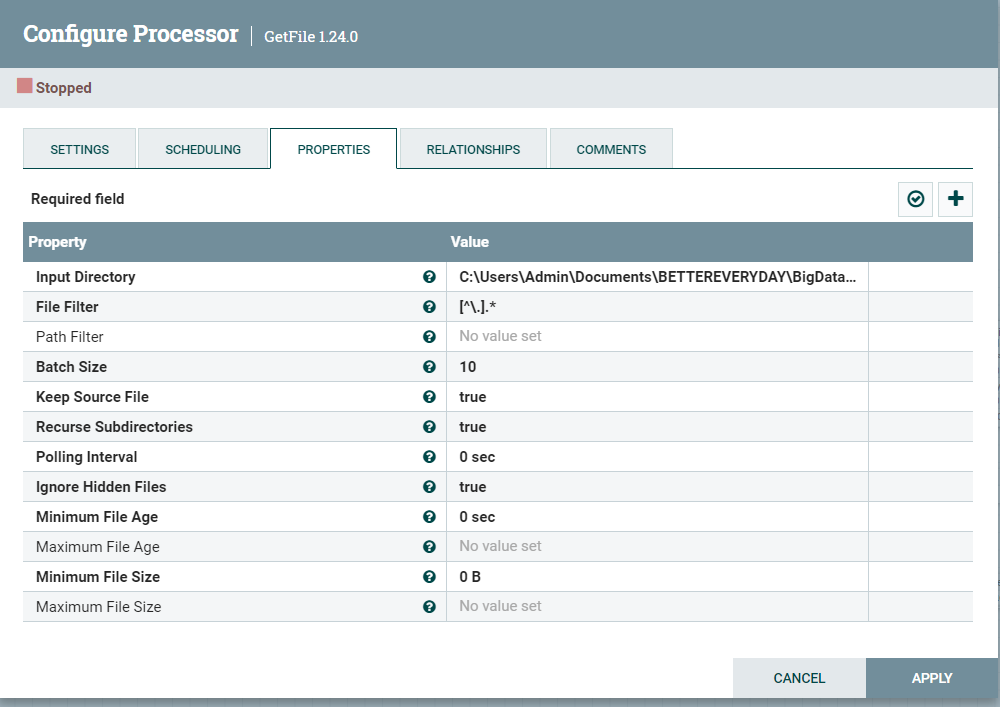 Configure Processor | GetFile 1.24.0
Stopped
SETTINGS SCHEDULING PROPERTIES RELATIONSHIPS COMMENTS
Required field
Property Value
Input Directory C:\Users\Admin\Documents\BETTEREVERYDAY\BigData...
File Filter [^\.].*
Path Filter No value set
Batch Size 10
Keep Source File true
Recurse Subdirectories true
Polling Interval 0 sec
Ignore Hidden Files true
Minimum File Age 0 sec
Maximum File Age No value set
Minimum File Size 0 B
Maximum File Size No value set
CANCEL APPLY